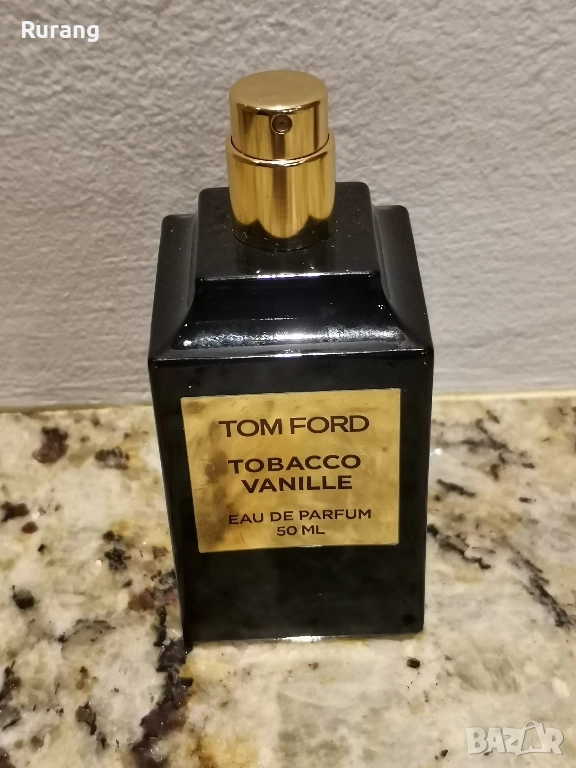 Rurang
TOM FORD
TOBACCO
VANILLE
EAU DE PARFUM
50 ML
BAZAR